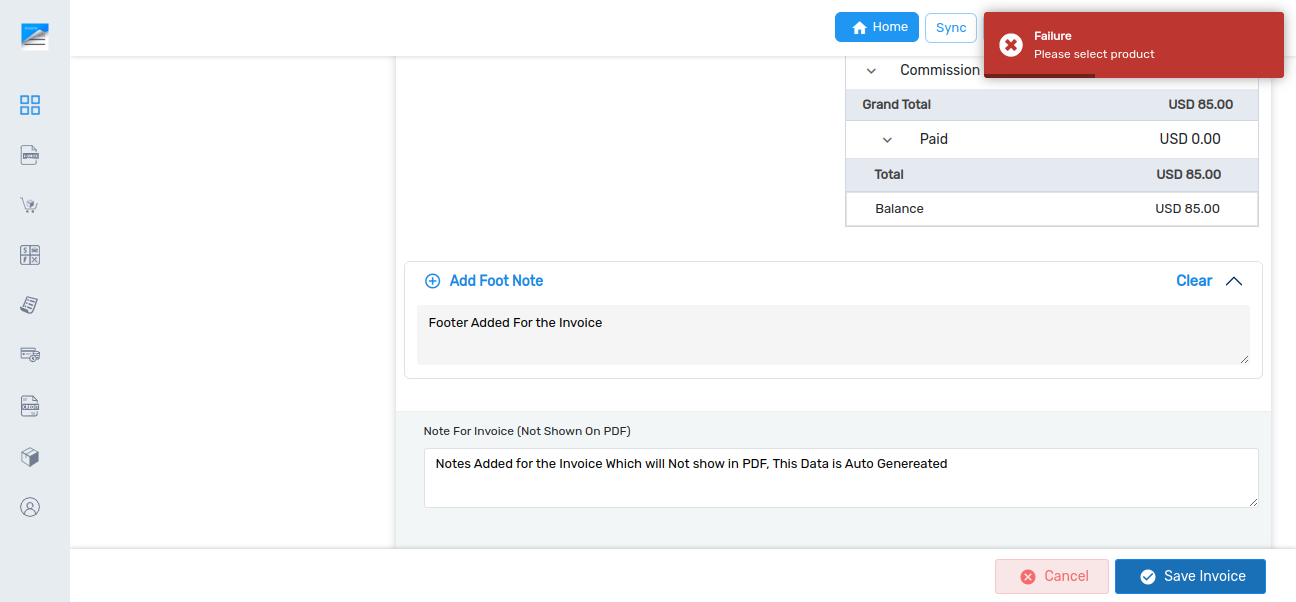 Home
Sync
Failure
Please select product
Commission
Grand Total USD 85.00
Paid USD 0.00
Total USD 85.00
Balance USD 85.00
Add Foot Note Clear
Footer Added For the Invoice
Note For Invoice (Not Shown On PDF)
Notes Added for the Invoice Which will Not show in PDF, This Data is Auto Genereated
Cancel
Save Invoice